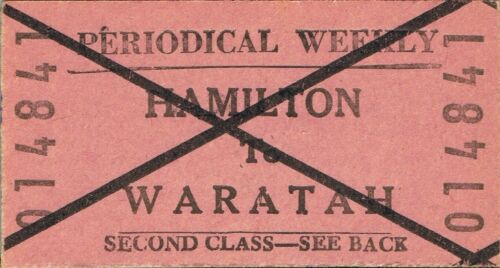 PERIODICAL WEEKLY
HAMILTON
To
WARATAH
SECOND CLASS—SEE BACK
014841
014841